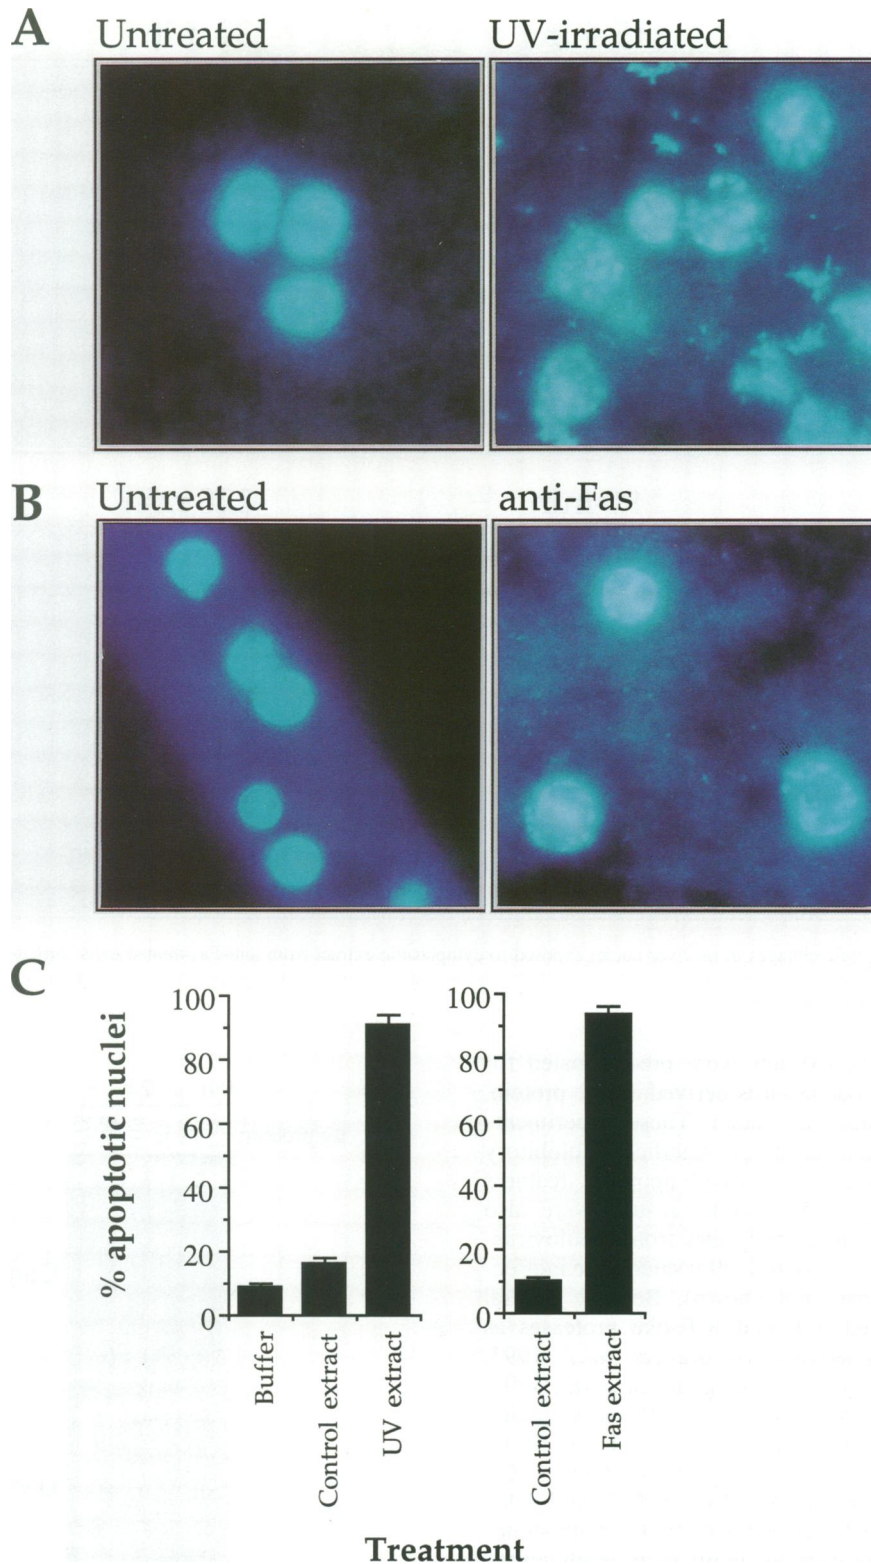 A Untreated UV-irradiated
B Untreated anti-Fas
C
% apoptotic nuclei
100
80
60
40
20
0
Buffer
Control extract
UV extract
100
80
60
40
20
0
Control extract
Fas extract
Treatment